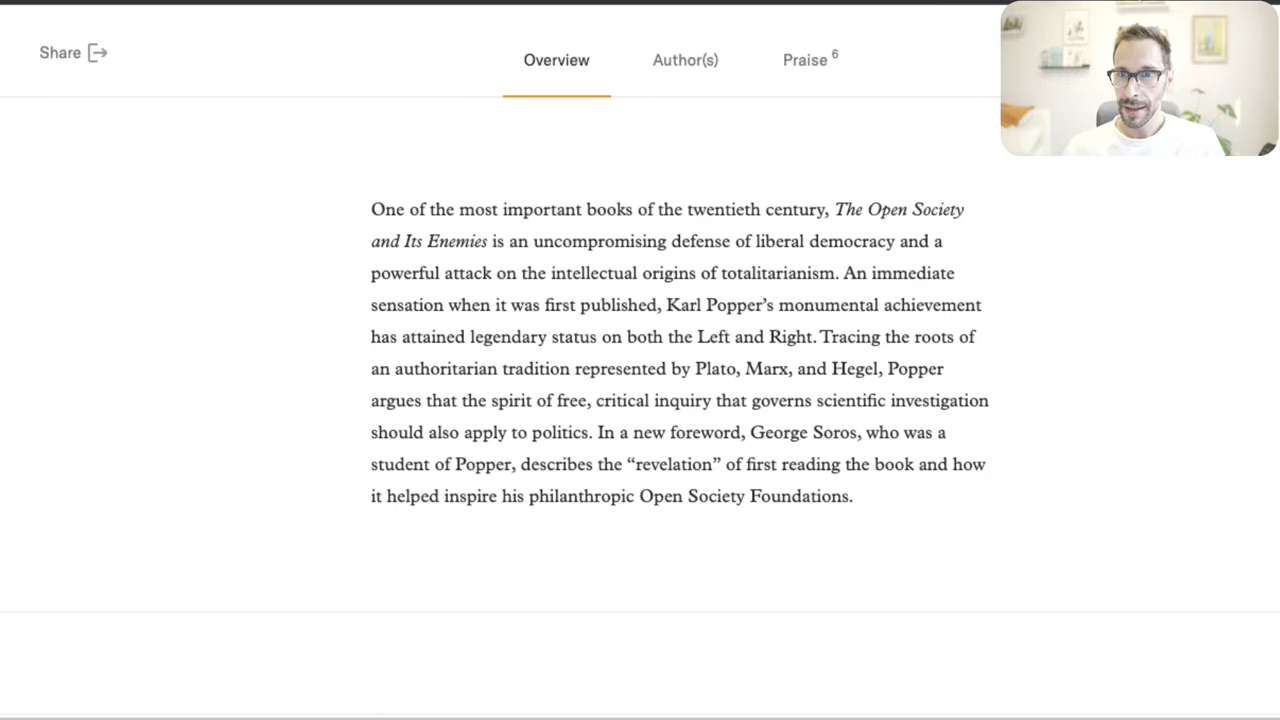 Share
Overview
Author(s)
Praise 6
One of the most important books of the twentieth century, The Open Society
and Its Enemies is an uncompromising defense of liberal democracy and a
powerful attack on the intellectual origins of totalitarianism. An immediate
sensation when it was first published, Karl Popper’s monumental achievement
has attained legendary status on both the Left and Right. Tracing the roots of
an authoritarian tradition represented by Plato, Marx, and Hegel, Popper
argues that the spirit of free, critical inquiry that governs scientific investigation
should also apply to politics. In a new foreword, George Soros, who was a
student of Popper, describes the “revelation” of first reading the book and how
it helped inspire his philanthropic Open Society Foundations.